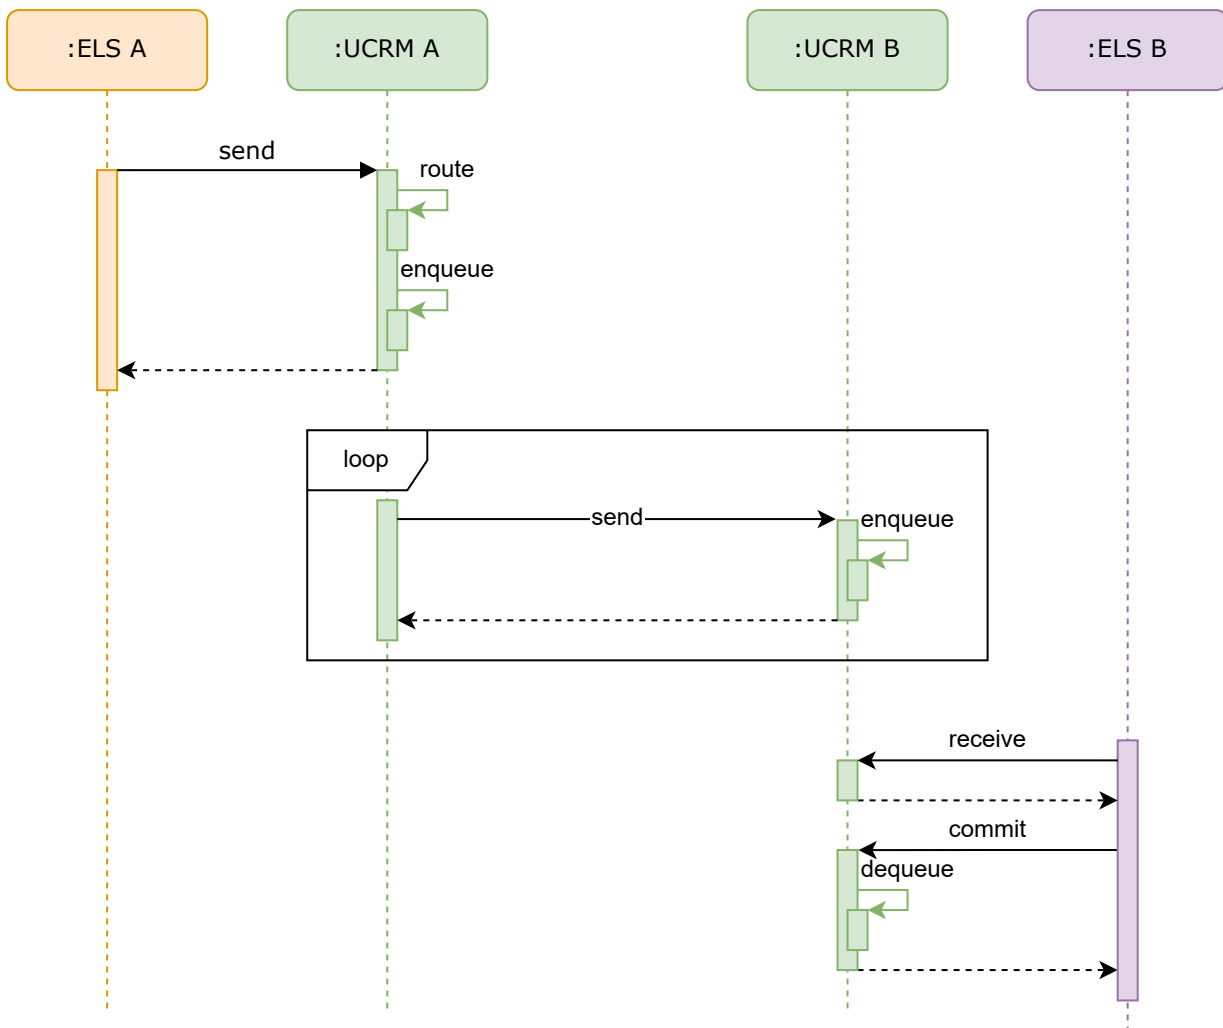 :ELS A
:UCRM A
:UCRM B
:ELS B
send
route
enqueue
loop
send
enqueue
receive
commit
dequeue